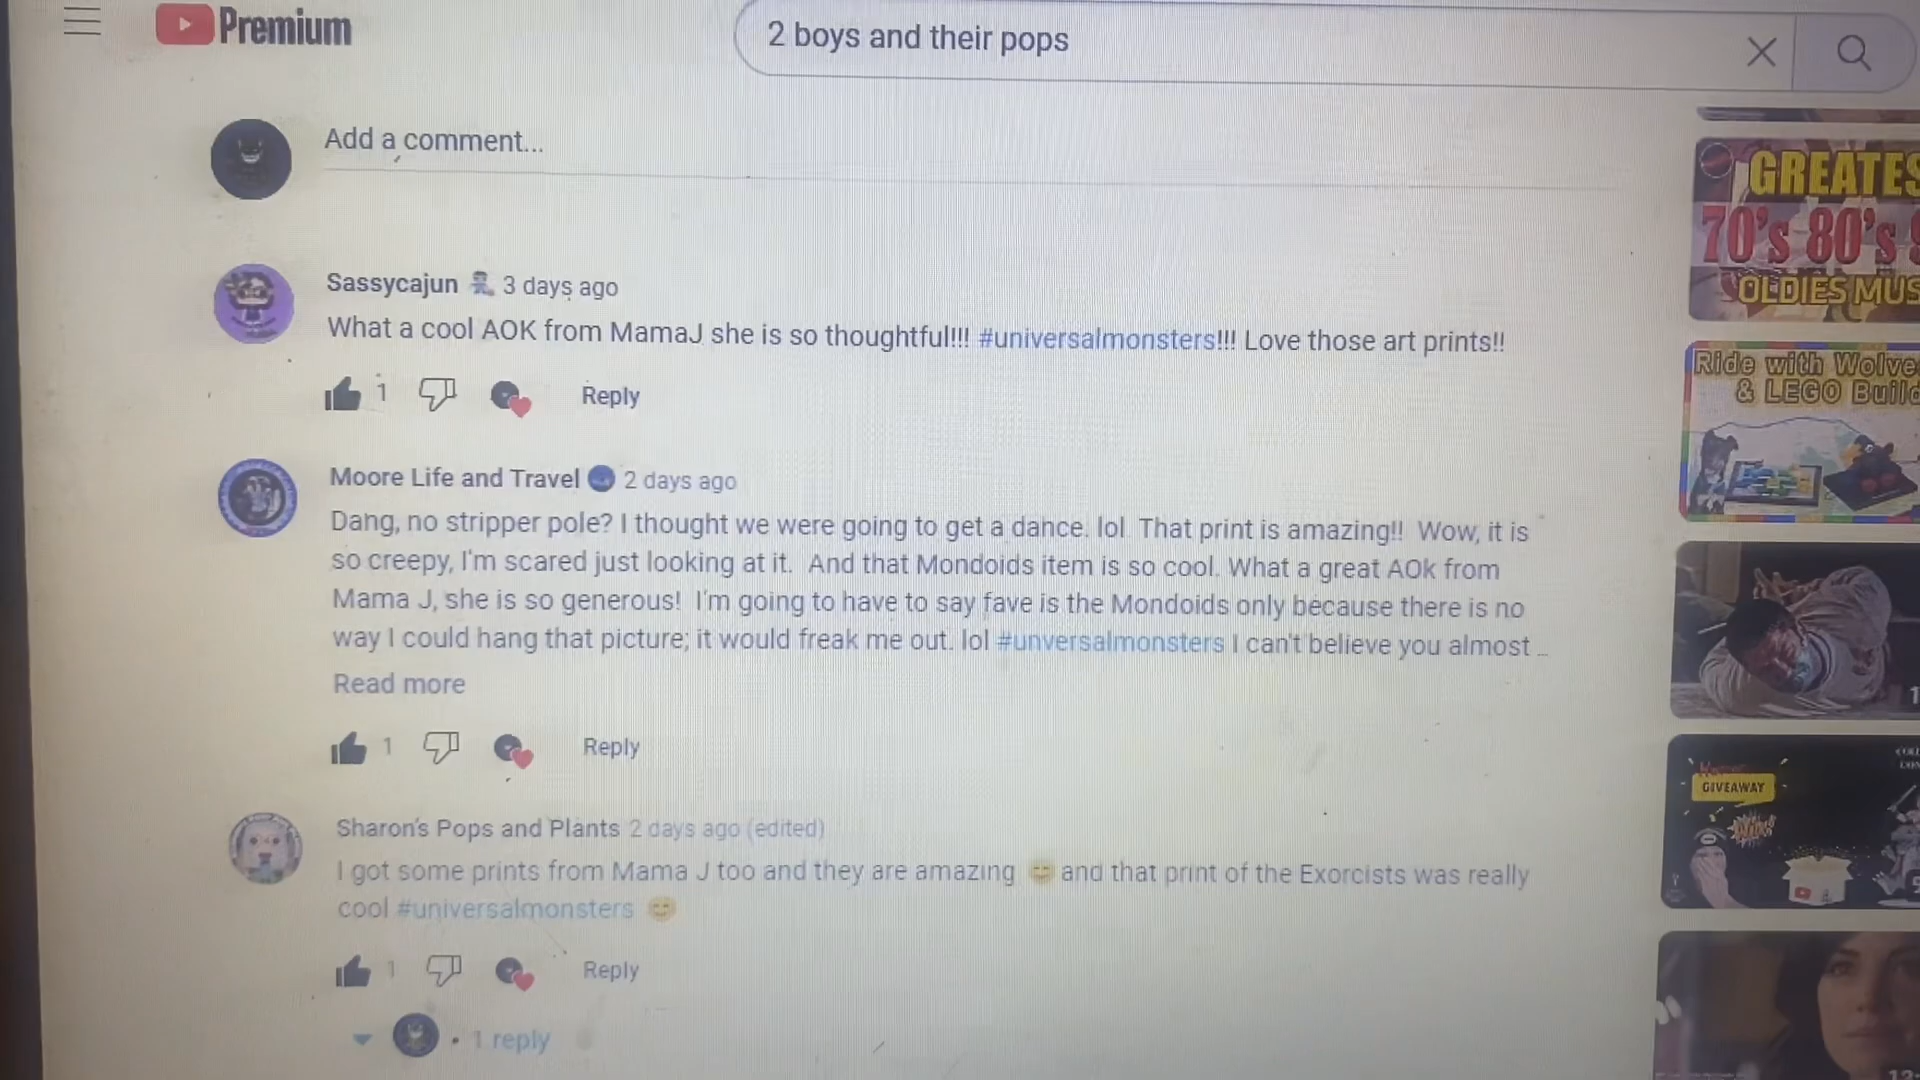 Premium
2 boys and their pops
Add a comment...
Sassycajun 3 days ago
What a cool AOK from MamaJ she is so thoughtful!!! #universalmonsters!!! Love those art prints!!
1 Reply
Moore Life and Travel 2 days ago
Dang, no stripper pole? I thought we were going to get a dance. lol That print is amazing!! Wow, it is
so creepy, I'm scared just looking at it. And that Mondoids item is so cool. What a great AOk from
Mama J, she is so generous! I'm going to have to say fave is the Mondoids only because there is no
way I could hang that picture; it would freak me out. lol #unversalmonsters I can't believe you almost ...
Read more
1 Reply
Sharon's Pops and Plants 2 days ago (edited)
I got some prints from Mama J too and they are amazing 😊 and that print of the Exorcists was really
cool #universalmonsters 😊
1 Reply
1 reply
GREATES
70's 80's 9
OLDIES MUS
Ride with Wolve
& LEGO Build
GIVEAWAY